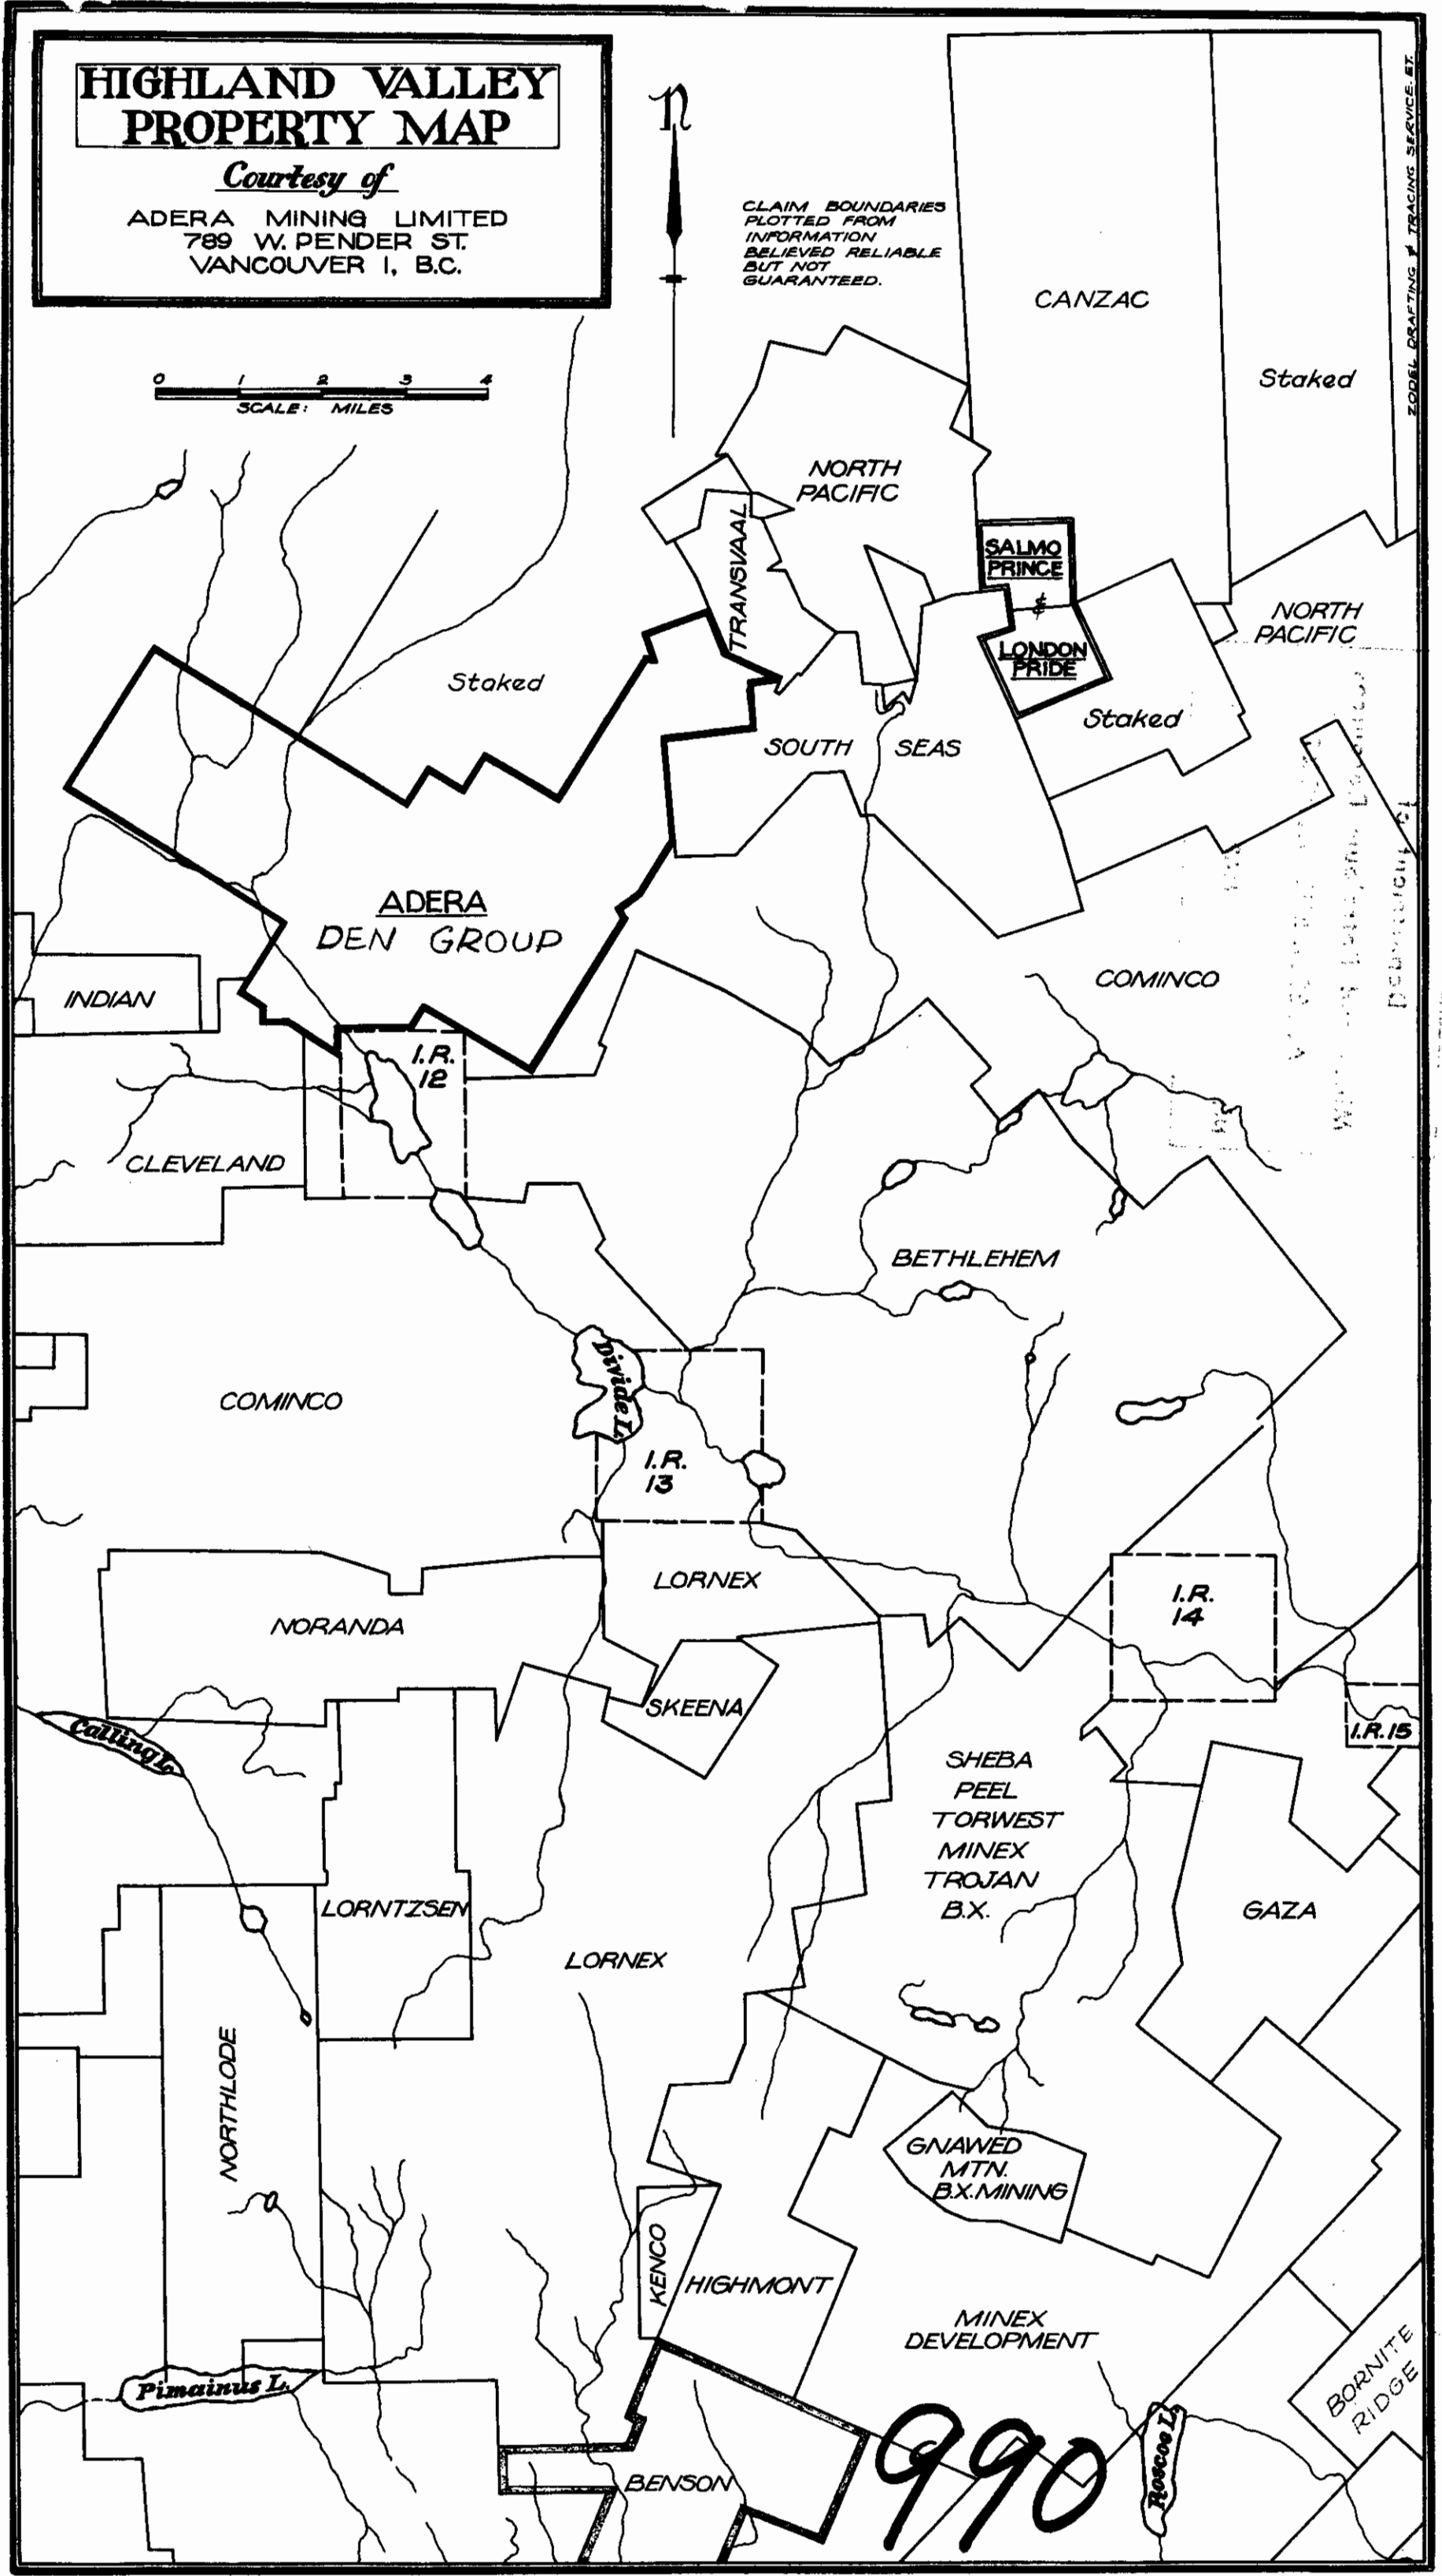 HIGHLAND VALLEY
PROPERTY MAP
Courtesy of
ADERA MINING LIMITED
789 W. PENDER ST.
VANCOUVER 1, B.C.
N
CLAIM BOUNDARIES
PLOTTED FROM
INFORMATION
BELIEVED RELIABLE
BUT NOT
GUARANTEED.
ZODEL DRAFTING & TRACING SERVICE. ET.
0 1 2 3 4
SCALE: MILES
CANZAC
Staked
NORTH
PACIFIC
TRANSVAAL
SALMO
PRINCE
&
LONDON
PRIDE
NORTH
PACIFIC
Staked
Staked
SOUTH SEAS
ADERA
DEN GROUP
INDIAN
COMINCO
I.R.
12
CLEVELAND
BETHLEHEM
Divide L.
COMINCO
I.R.
13
LORNEX
I.R.
14
NORANDA
SKEENA
Calling L.
I.R. 15
SHEBA
PEEL
TORWEST
MINEX
TROJAN
B.X.
LORNTZSEN
GAZA
LORNEX
NORTHLODE
GNAWED
MTN.
B.X. MINING
KENCO
HIGHMONT
MINEX
DEVELOPMENT
BORNITE
RIDGE
Pimainus L.
Roscoe L.
BENSON
990